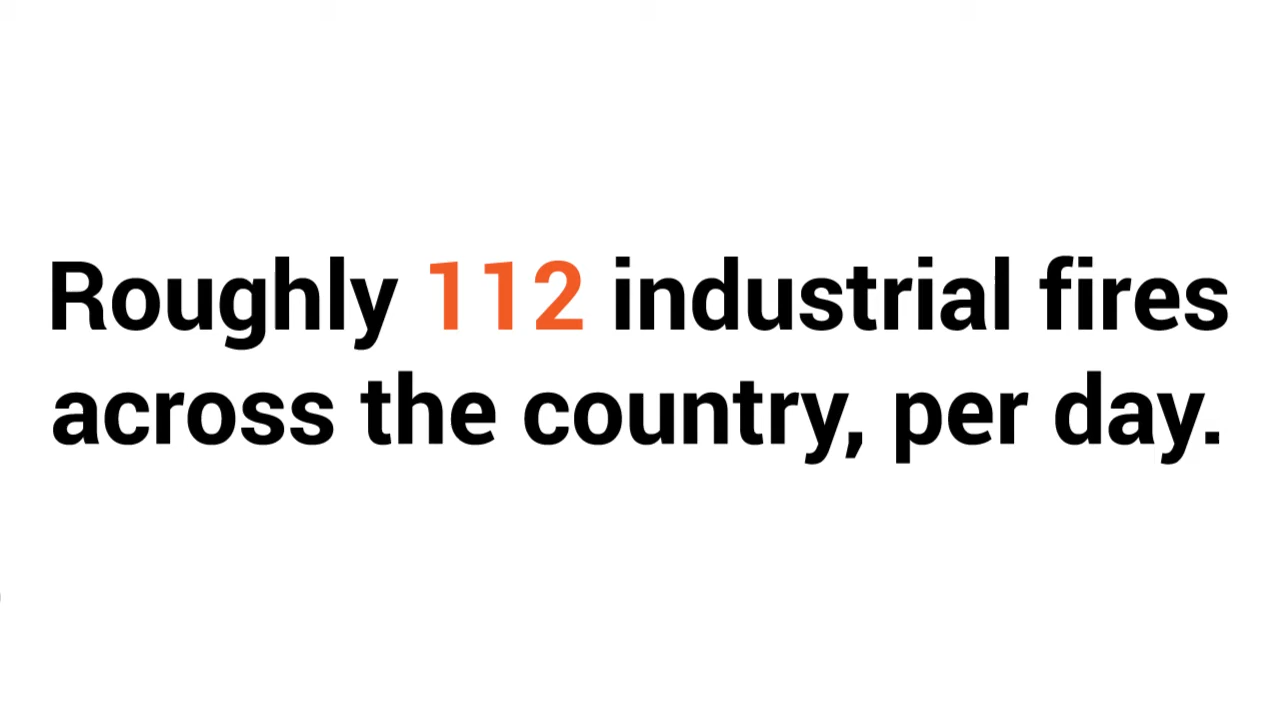 Roughly 112 industrial fires
across the country, per day.